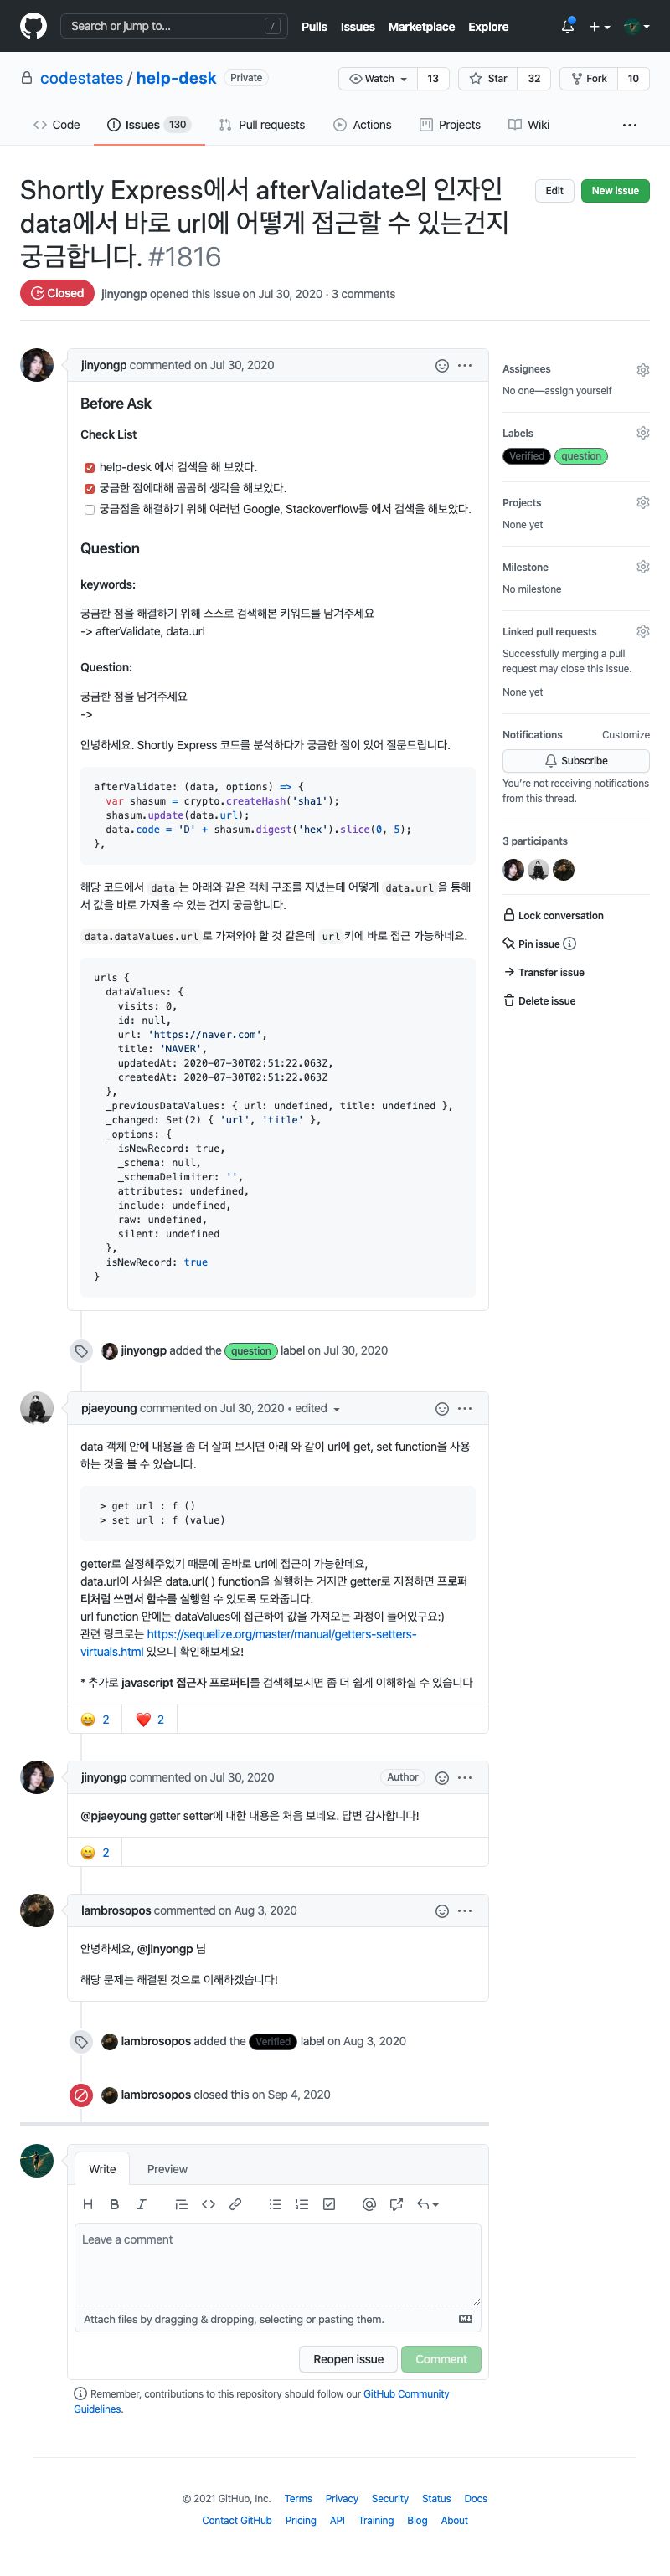 Search or jump to...
/
Pulls Issues Marketplace Explore
codestates / help-desk Private
Watch 13 Star 32 Fork 10
Code Issues 130 Pull requests Actions Projects Wiki
Shortly Express에서 afterValidate의 인자인
data에서 바로 url에 어떻게 접근할 수 있는건지
궁금합니다. #1816
Edit New issue
Closed jinyongp opened this issue on Jul 30, 2020 · 3 comments
jinyongp commented on Jul 30, 2020
Before Ask
Check List
help-desk 에서 검색을 해 보았다.
궁금한 점에대해 곰곰히 생각을 해보았다.
궁금점을 해결하기 위해 여러번 Google, Stackoverflow등 에서 검색을 해보았다.
Question
keywords:
궁금한 점을 해결하기 위해 스스로 검색해본 키워드를 남겨주세요
-> afterValidate, data.url
Question:
궁금한 점을 남겨주세요
->
안녕하세요. Shortly Express 코드를 분석하다가 궁금한 점이 있어 질문드립니다.
afterValidate: (data, options) => {
var shasum = crypto.createHash('sha1');
shasum.update(data.url);
data.code = 'D' + shasum.digest('hex').slice(0, 5);
},
해당 코드에서 data 는 아래와 같은 객체 구조를 지녔는데 어떻게 data.url 을 통해
서 값을 바로 가져올 수 있는 건지 궁금합니다.
data.dataValues.url 로 가져와야 할 것 같은데 url 키에 바로 접근 가능하네요.
urls {
dataValues: {
visits: 0,
id: null,
url: 'https://naver.com',
title: 'NAVER',
updatedAt: 2020-07-30T02:51:22.063Z,
createdAt: 2020-07-30T02:51:22.063Z
},
_previousDataValues: { url: undefined, title: undefined },
_changed: Set(2) { 'url', 'title' },
_options: {
isNewRecord: true,
_schema: null,
_schemaDelimiter: '',
attributes: undefined,
include: undefined,
raw: undefined,
silent: undefined
},
isNewRecord: true
}
Assignees
No one—assign yourself
Labels
Verified question
Projects
None yet
Milestone
No milestone
Linked pull requests
Successfully merging a pull
request may close this issue.
None yet
Notifications Customize
Subscribe
You're not receiving notifications
from this thread.
3 participants
Lock conversation
Pin issue
Transfer issue
Delete issue
jinyongp added the question label on Jul 30, 2020
pjaeyoung commented on Jul 30, 2020 • edited
data 객체 안에 내용을 좀 더 살펴 보시면 아래 와 같이 url에 get, set function을 사용
하는 것을 볼 수 있습니다.
> get url : f ()
> set url : f (value)
getter로 설정해주었기 때문에 곧바로 url에 접근이 가능한데요,
data.url이 사실은 data.url( ) function을 실행하는 거지만 getter로 지정하면 프로퍼
티처럼 쓰면서 함수를 실행할 수 있도록 도와줍니다.
url function 안에는 dataValues에 접근하여 값을 가져오는 과정이 들어있구요:)
관련 링크로는 https://sequelize.org/master/manual/getters-setters-
virtuals.html 있으니 확인해보세요!
* 추가로 javascript 접근자 프로퍼티를 검색해보시면 좀 더 쉽게 이해하실 수 있습니다
2 2
jinyongp commented on Jul 30, 2020 Author
@pjaeyoung getter setter에 대한 내용은 처음 보네요. 답변 감사합니다!
2
lambrosopos commented on Aug 3, 2020
안녕하세요, @jinyongp 님
해당 문제는 해결된 것으로 이해하겠습니다!
lambrosopos added the Verified label on Aug 3, 2020
lambrosopos closed this on Sep 4, 2020
Write Preview
Leave a comment
Attach files by dragging & dropping, selecting or pasting them.
Reopen issue Comment
Remember, contributions to this repository should follow our GitHub Community
Guidelines.
© 2021 GitHub, Inc. Terms Privacy Security Status Docs
Contact GitHub Pricing API Training Blog About